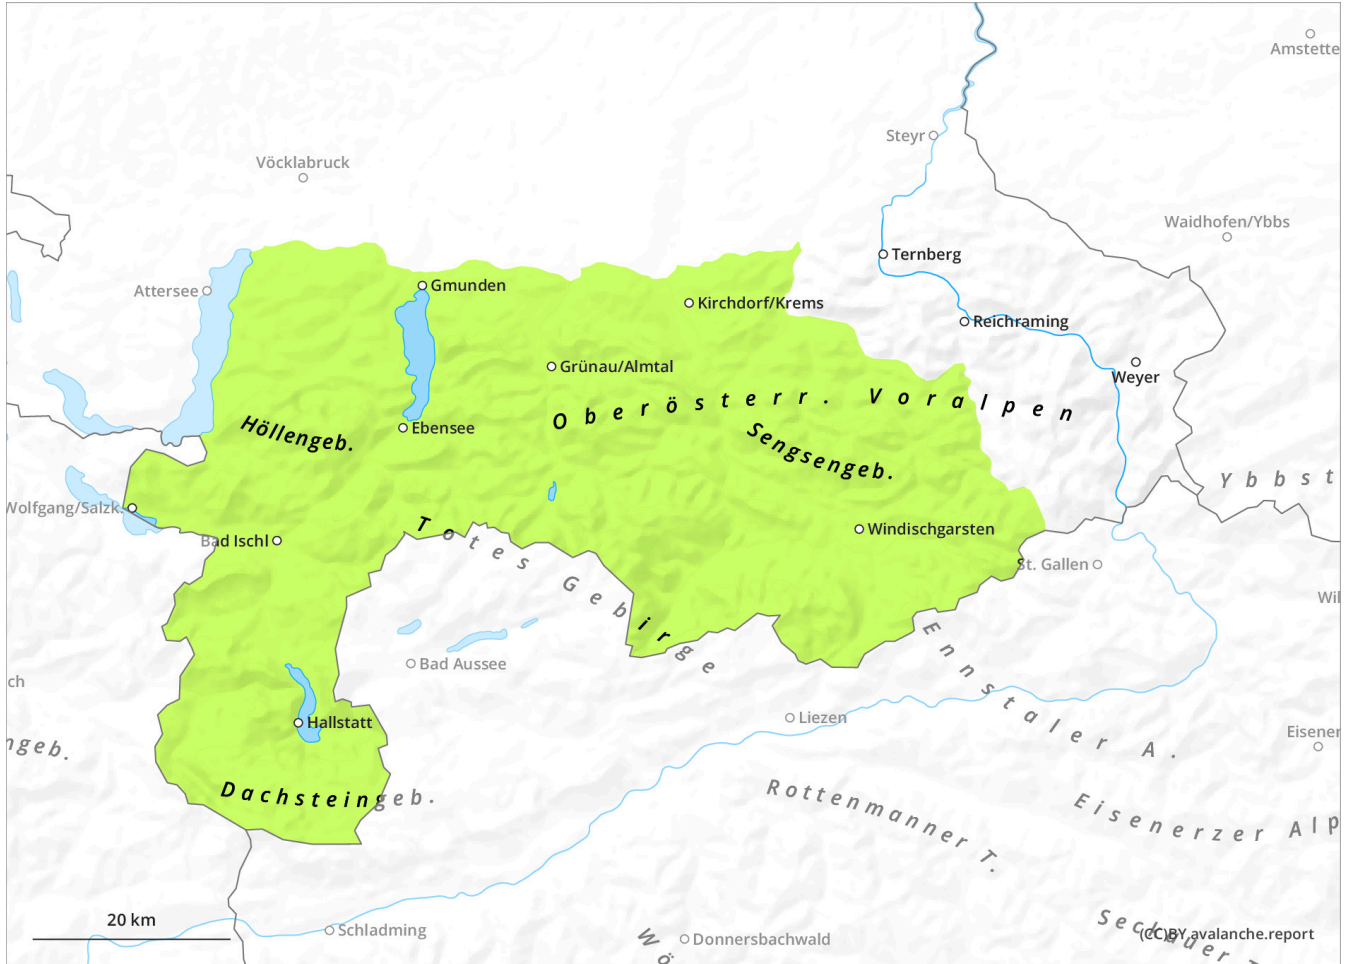 Amstette
Steyr
Vöcklabruck
Waidhofen/Ybbs
Ternberg
Attersee
Gmunden
Kirchdorf/Krems
Reichraming
Grünau/Almtal
Weyer
Oberösterr. Voralpen
Höllengeb.
Ebensee
Sengsengeb.
Ybbst
Wolfgang/Salzk.
Totes Gebirge
Windischgarsten
Bad Ischl
St. Gallen
Wil
Ennstaler A.
Bad Aussee
ch
Hallstatt
Liezen
Eisener
ngeb.
Dachsteingeb.
Rottenmanner T.
Eisenerzer Alp
20 km
Schladming
Donnersbachwald
Seckauer T
(CC)BY avalanche.report
Wö